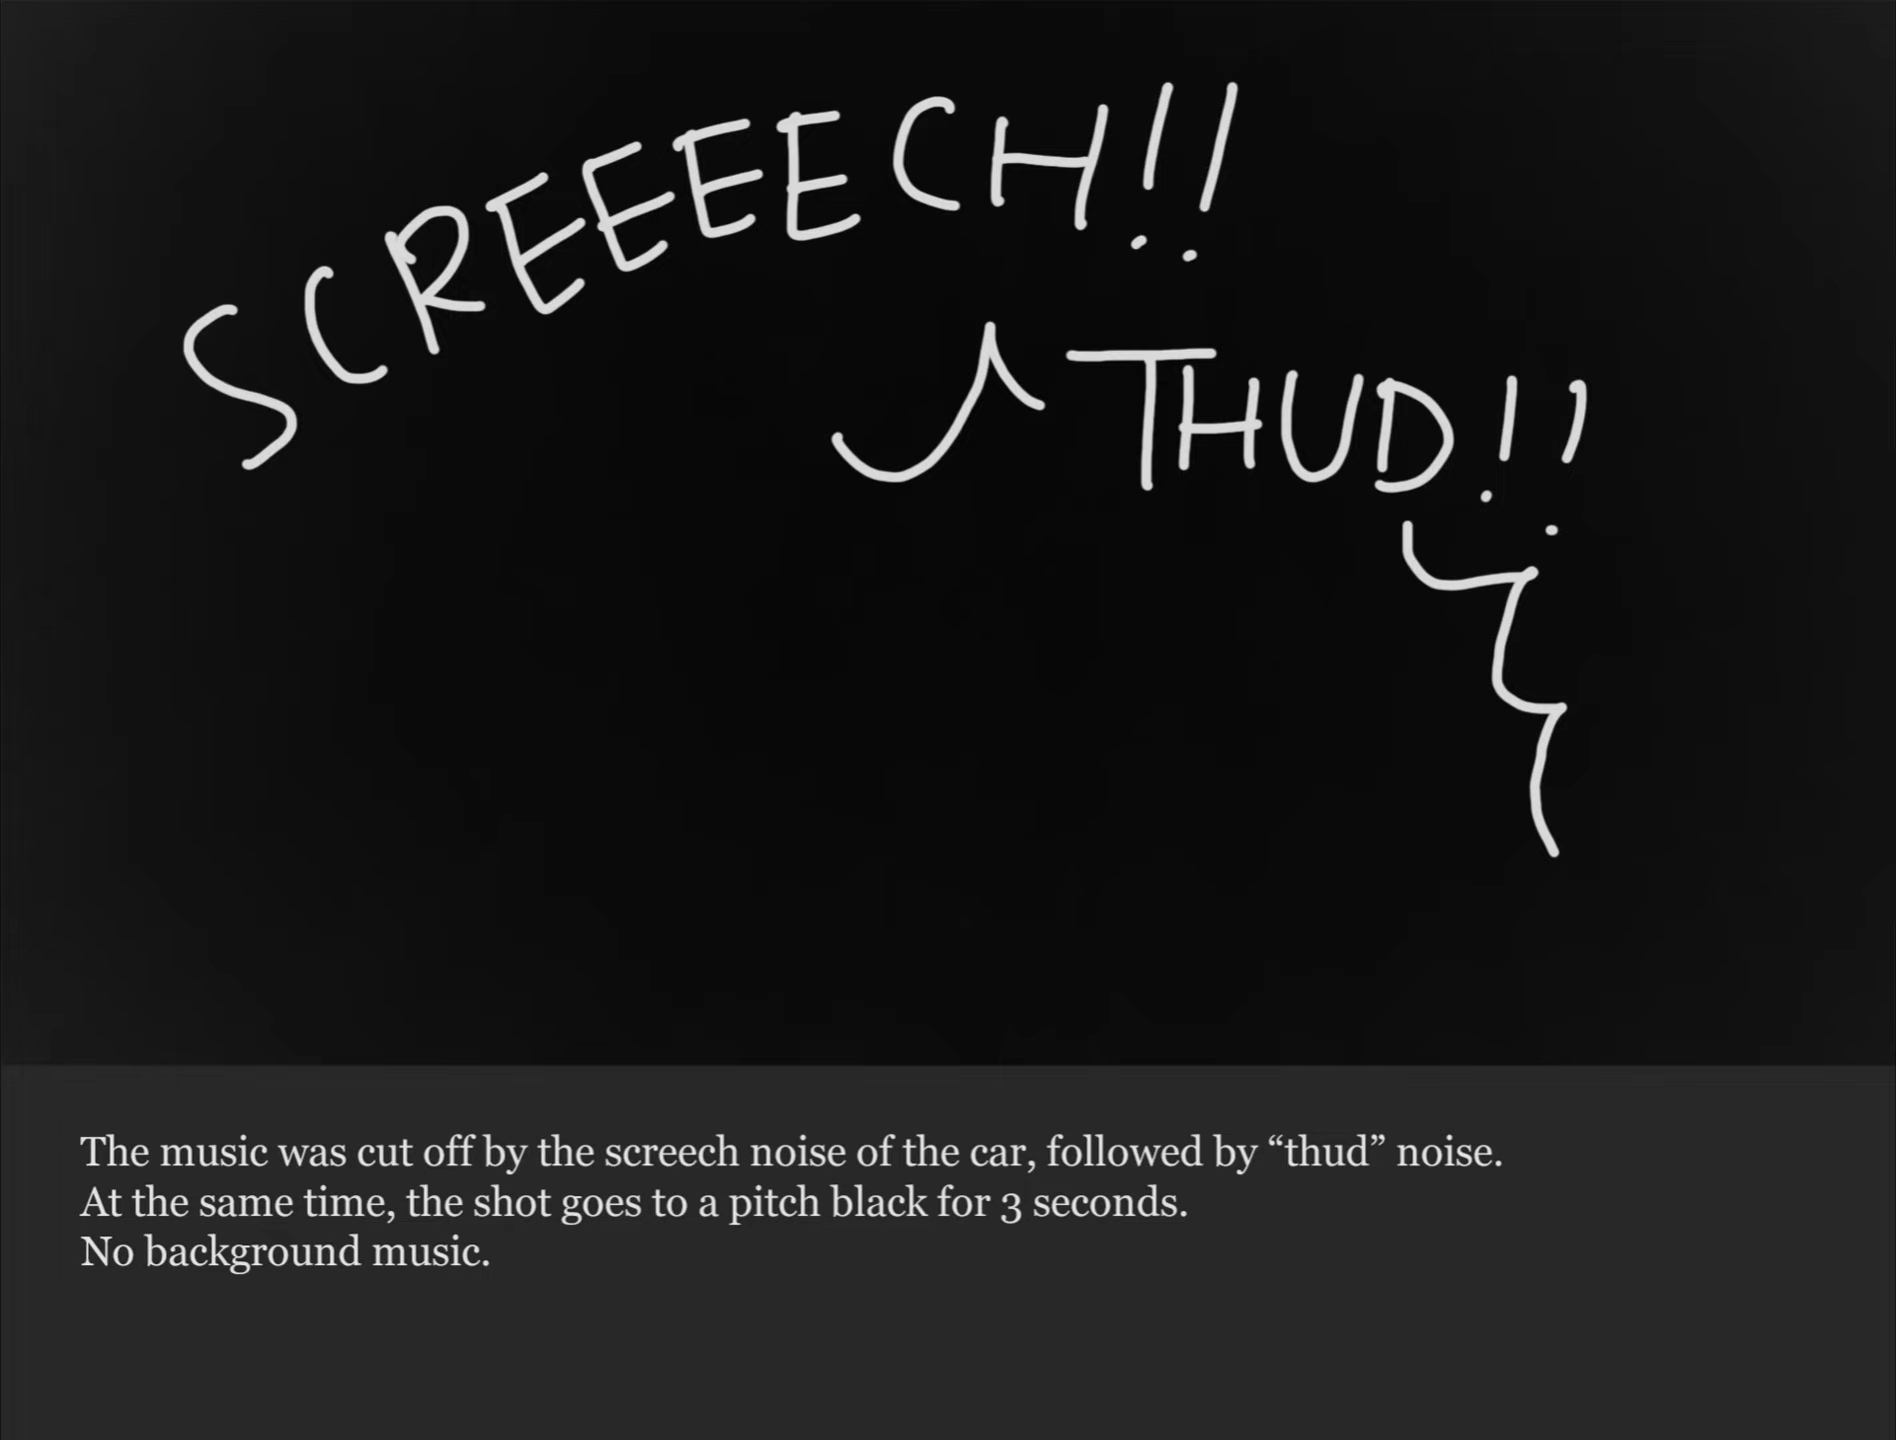 SCREEEECH!!
THUD!!
The music was cut off by the screech noise of the car, followed by “thud” noise.
At the same time, the shot goes to a pitch black for 3 seconds.
No background music.